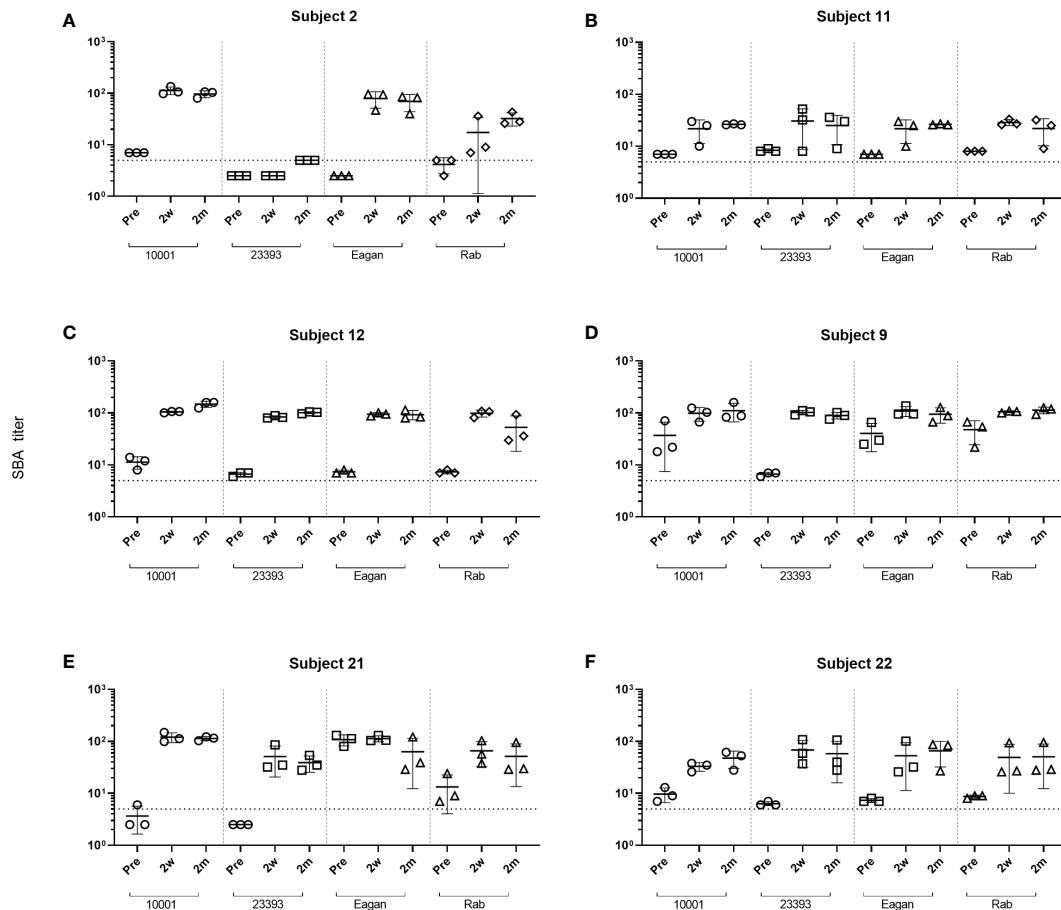 A
Subject 2
10³
10²
10¹
10⁰
Pre 2w 2m Pre 2w 2m Pre 2w 2m Pre 2w 2m
10001 23393 Eagan Rab
B
Subject 11
10³
10²
10¹
10⁰
Pre 2w 2m Pre 2w 2m Pre 2w 2m Pre 2w 2m
10001 23393 Eagan Rab
SBA titer
C
Subject 12
10³
10²
10¹
10⁰
Pre 2w 2m Pre 2w 2m Pre 2w 2m Pre 2w 2m
10001 23393 Eagan Rab
D
Subject 9
10³
10²
10¹
10⁰
Pre 2w 2m Pre 2w 2m Pre 2w 2m Pre 2w 2m
10001 23393 Eagan Rab
E
Subject 21
10³
10²
10¹
10⁰
Pre 2w 2m Pre 2w 2m Pre 2w 2m Pre 2w 2m
10001 23393 Eagan Rab
F
Subject 22
10³
10²
10¹
10⁰
Pre 2w 2m Pre 2w 2m Pre 2w 2m Pre 2w 2m
10001 23393 Eagan Rab